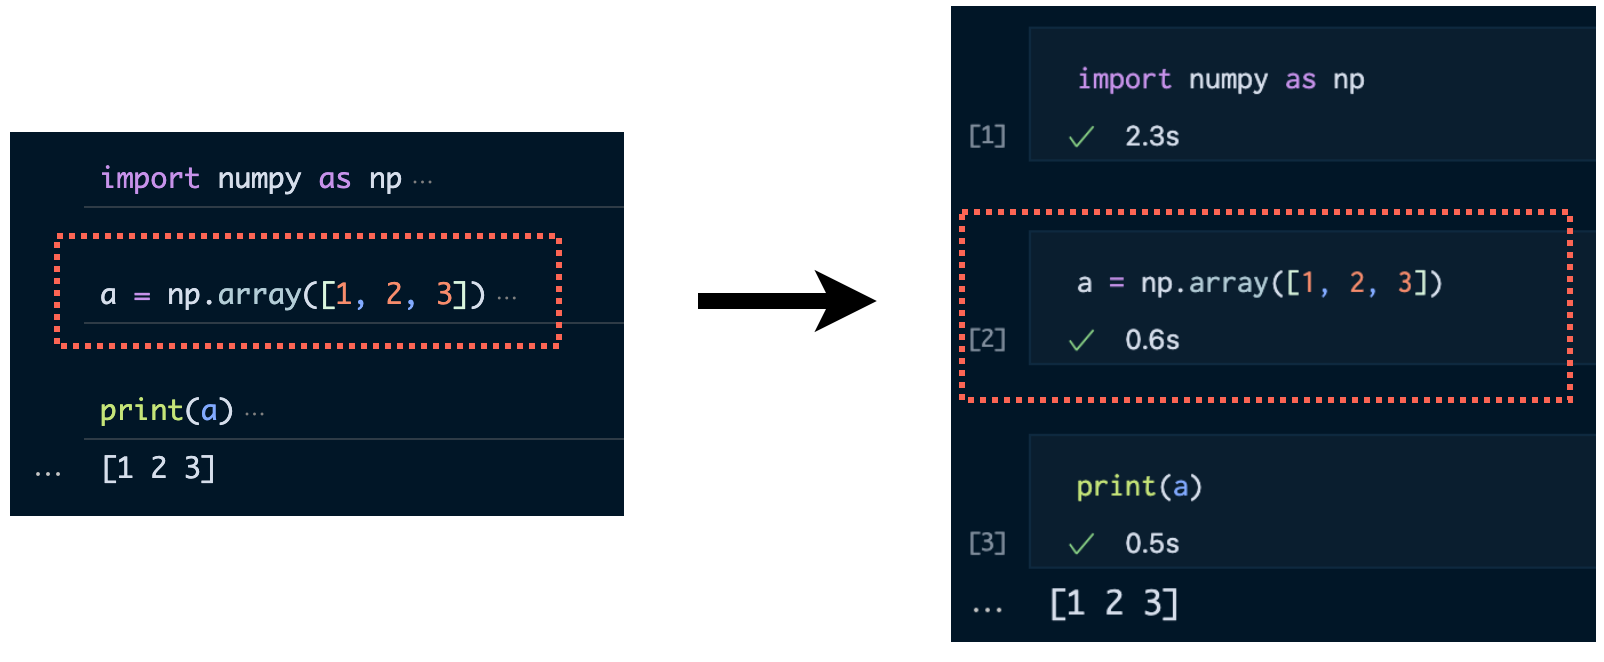 import numpy as np ...
a = np.array([1, 2, 3]) ...
print(a) ...
... [1 2 3]
import numpy as np
[1] ✓ 2.3s
a = np.array([1, 2, 3])
[2] ✓ 0.6s
print(a)
[3] ✓ 0.5s
... [1 2 3]